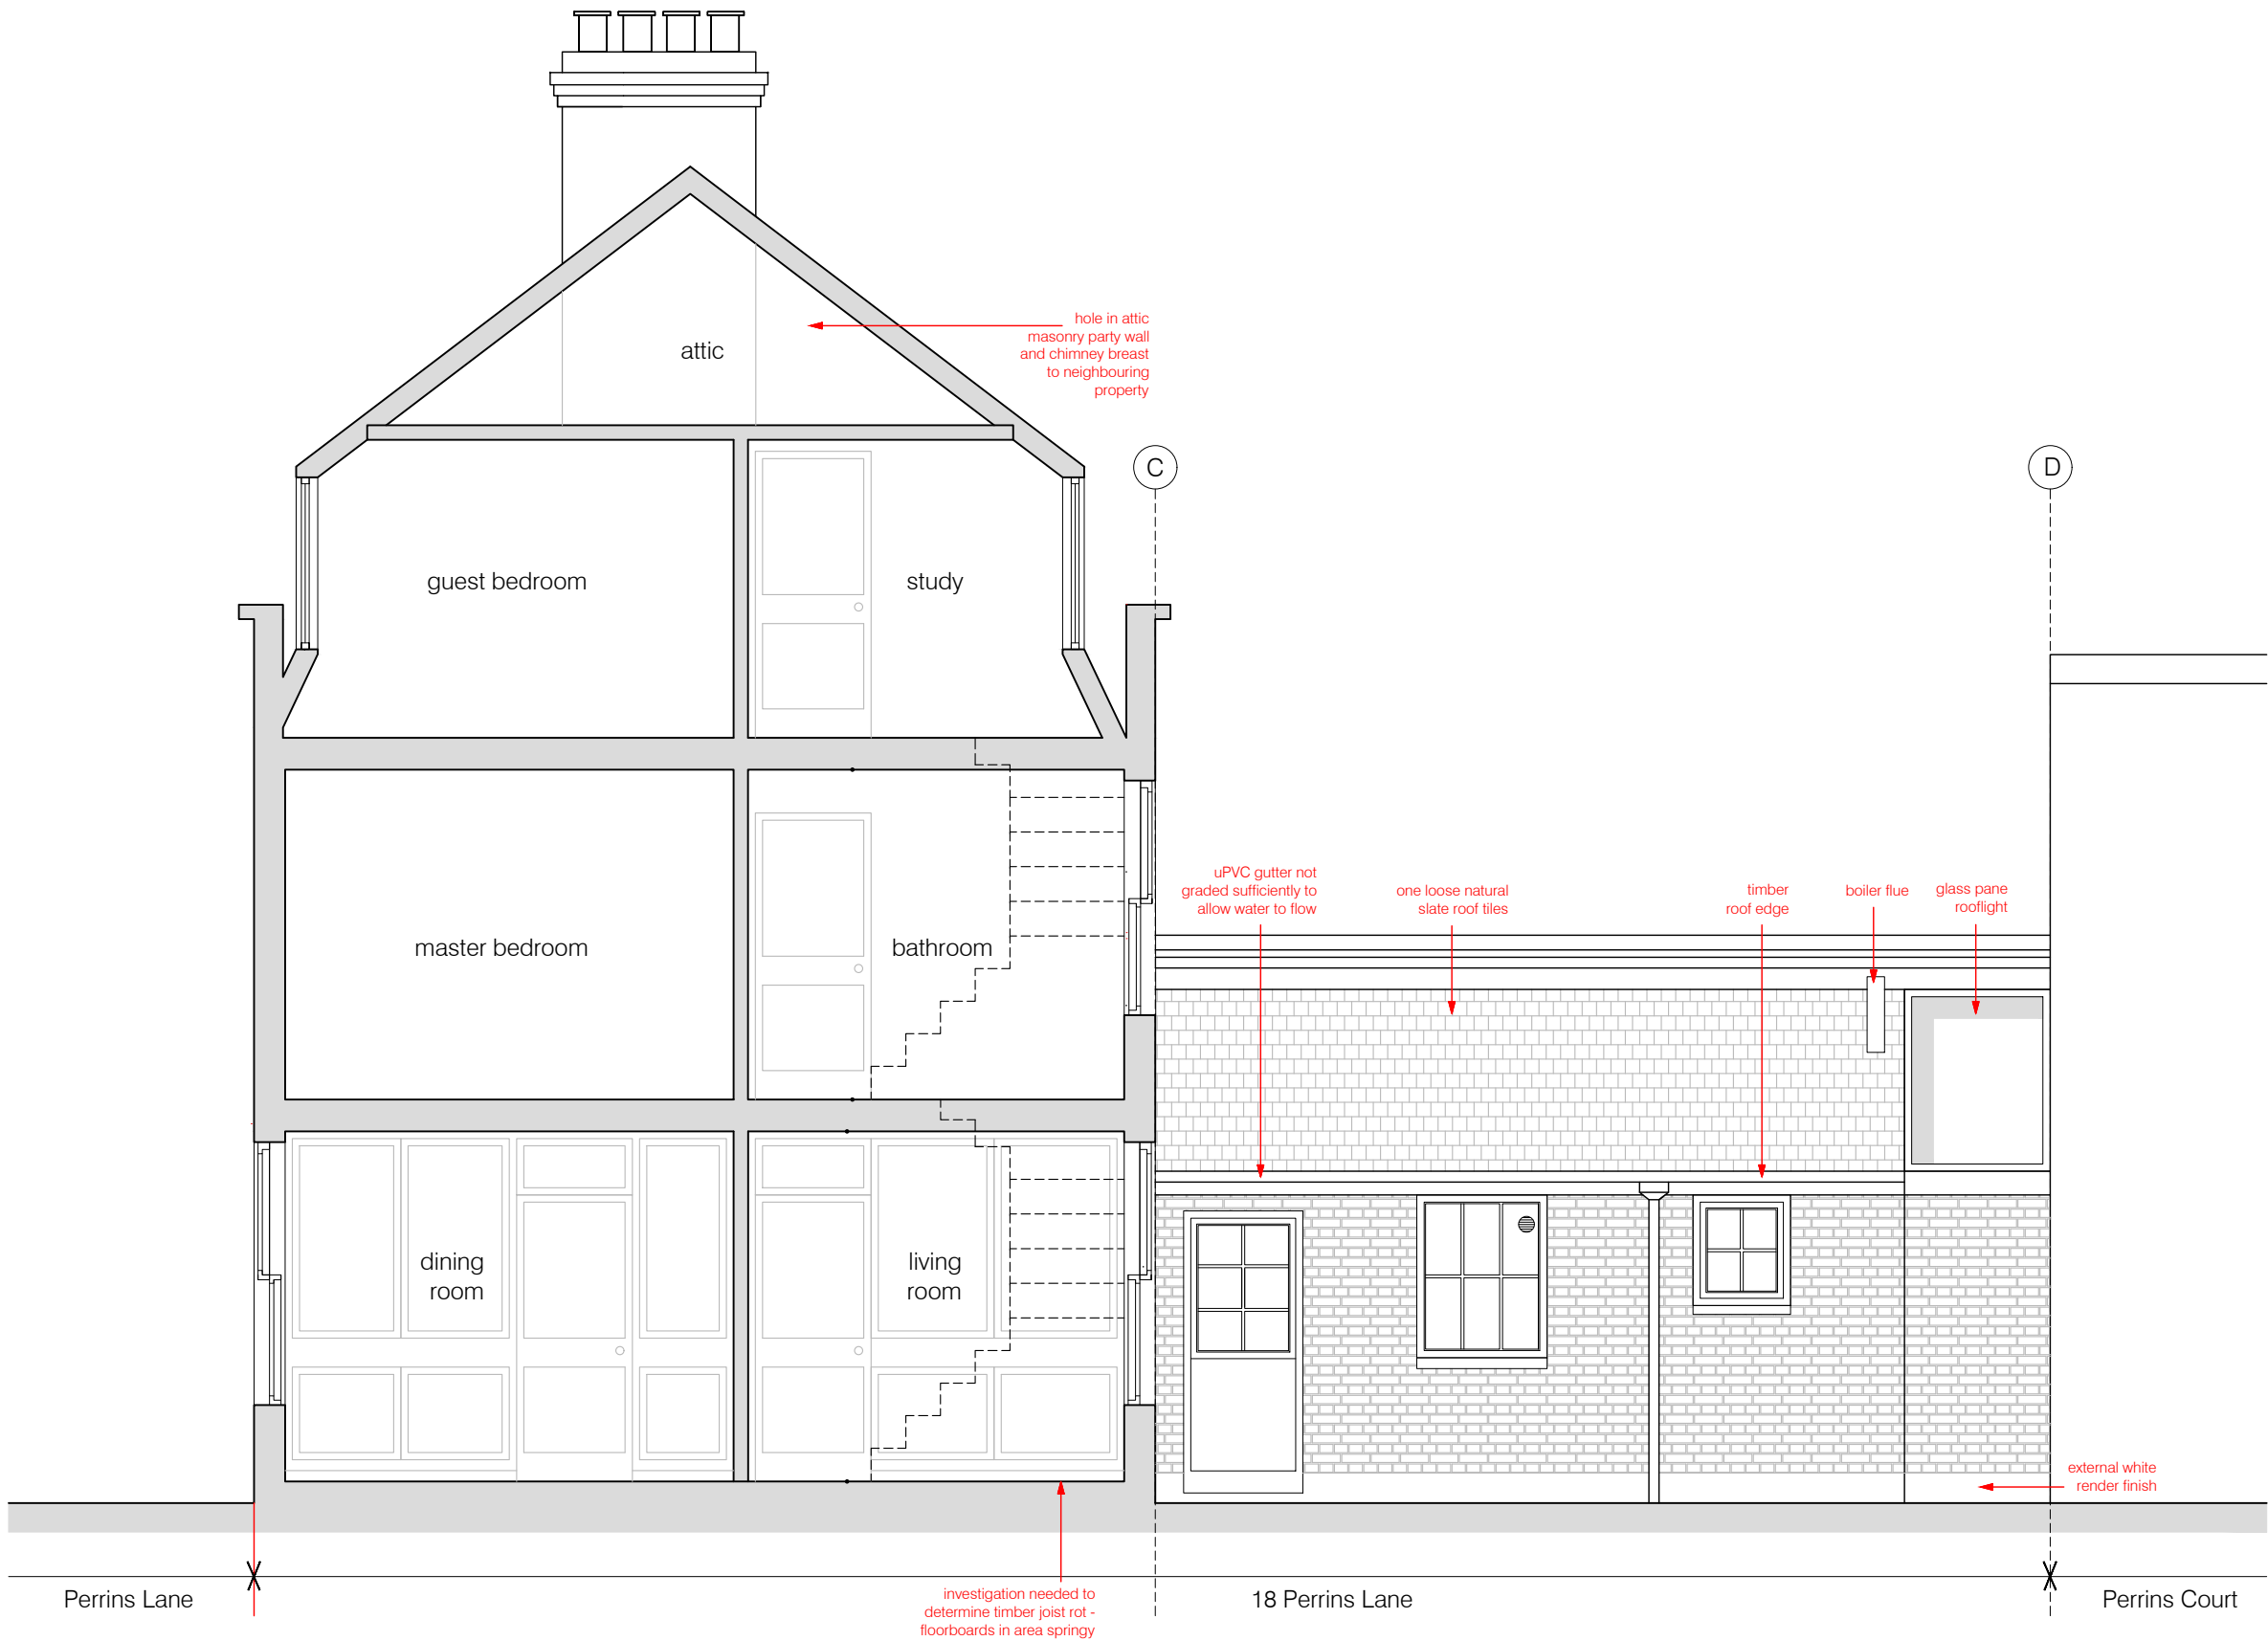 hole in attic
masonry party wall
and chimney breast
to neighbouring
property
attic
C
D
guest bedroom
study
uPVC gutter not
graded sufficiently to
allow water to flow
one loose natural
slate roof tiles
timber
roof edge
boiler flue
glass pane
rooflight
master bedroom
bathroom
dining
room
living
room
external white
render finish
Perrins Lane
investigation needed to
determine timber joist rot -
floorboards in area springy
18 Perrins Lane
Perrins Court